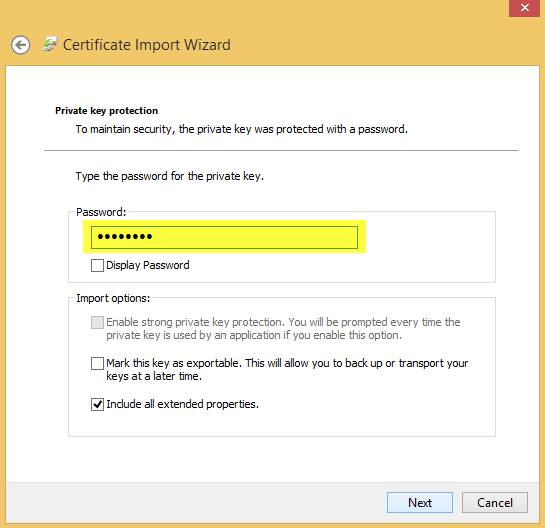 Certificate Import Wizard
Private key protection
To maintain security, the private key was protected with a password.
Type the password for the private key.
Password:
••••••••
Display Password
Import options:
Enable strong private key protection. You will be prompted every time the
private key is used by an application if you enable this option.
Mark this key as exportable. This will allow you to back up or transport your
keys at a later time.
Include all extended properties.
Next
Cancel